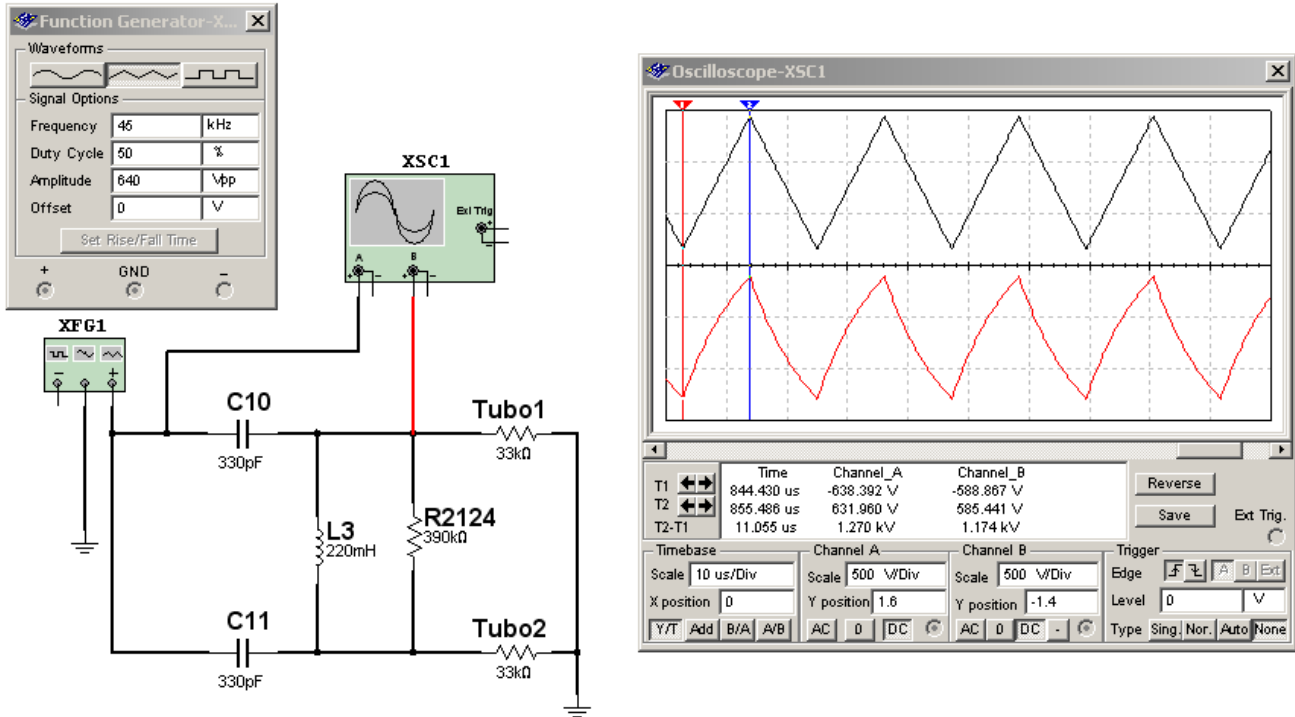 Function Generator-X...
Waveforms
Signal Options
Frequency 45 kHz
Duty Cycle 50 %
Amplitude 640 Vpp
Offset 0 V
Set Rise/Fall Time
+ GND −
XFG1
− +
XSC1
Ext Trig
+
−
A B
+ − + −
C10
330pF
Tubo1
33kΩ
L3
220mH
R2124
390kΩ
C11
330pF
Tubo2
33kΩ
Oscilloscope-XSC1
1 2
Time Channel_A Channel_B
T1 844.430 us -638.392 V -588.867 V
T2 855.486 us 631.960 V 585.441 V
T2-T1 11.055 us 1.270 kV 1.174 kV
Reverse
Save
Ext Trig.
Timebase
Scale 10 us/Div
X position 0
Y/T Add B/A A/B
Channel A
Scale 500 V/Div
Y position 1.6
AC 0 DC
Channel B
Scale 500 V/Div
Y position -1.4
AC 0 DC -
Trigger
Edge A B Ext
Level 0 V
Type Sing. Nor. Auto None